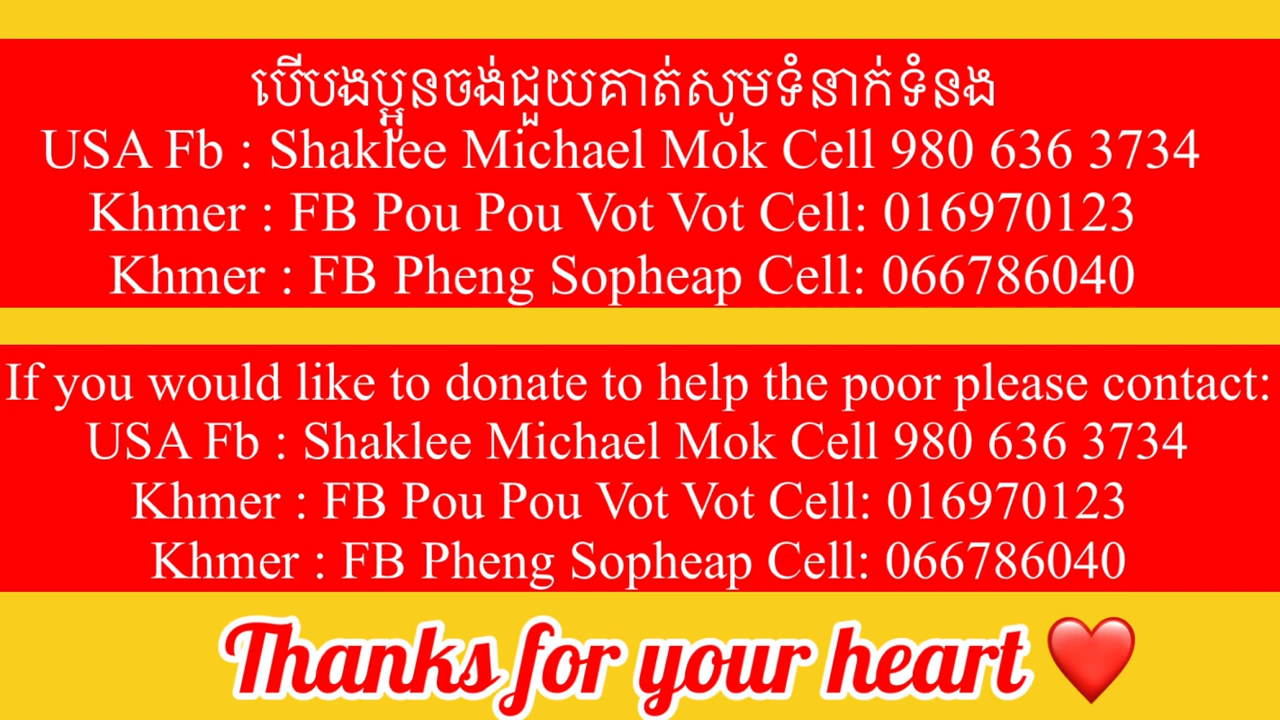 បើបងប្អូនចង់ជួយគាត់សូមទំនាក់ទំនង
USA Fb : Shaklee Michael Mok Cell 980 636 3734
Khmer : FB Pou Pou Vot Vot Cell: 016970123
Khmer : FB Pheng Sopheap Cell: 066786040
If you would like to donate to help the poor please contact:
USA Fb : Shaklee Michael Mok Cell 980 636 3734
Khmer : FB Pou Pou Vot Vot Cell: 016970123
Khmer : FB Pheng Sopheap Cell: 066786040
Thanks for your heart ❤️